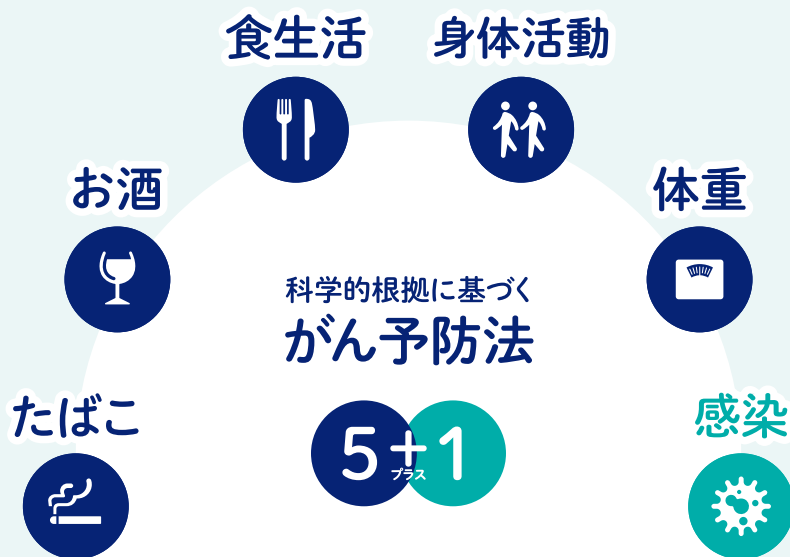 食生活
身体活動
お酒
体重
科学的根拠に基づく
がん予防法
たばこ
感染
5+1
プラス